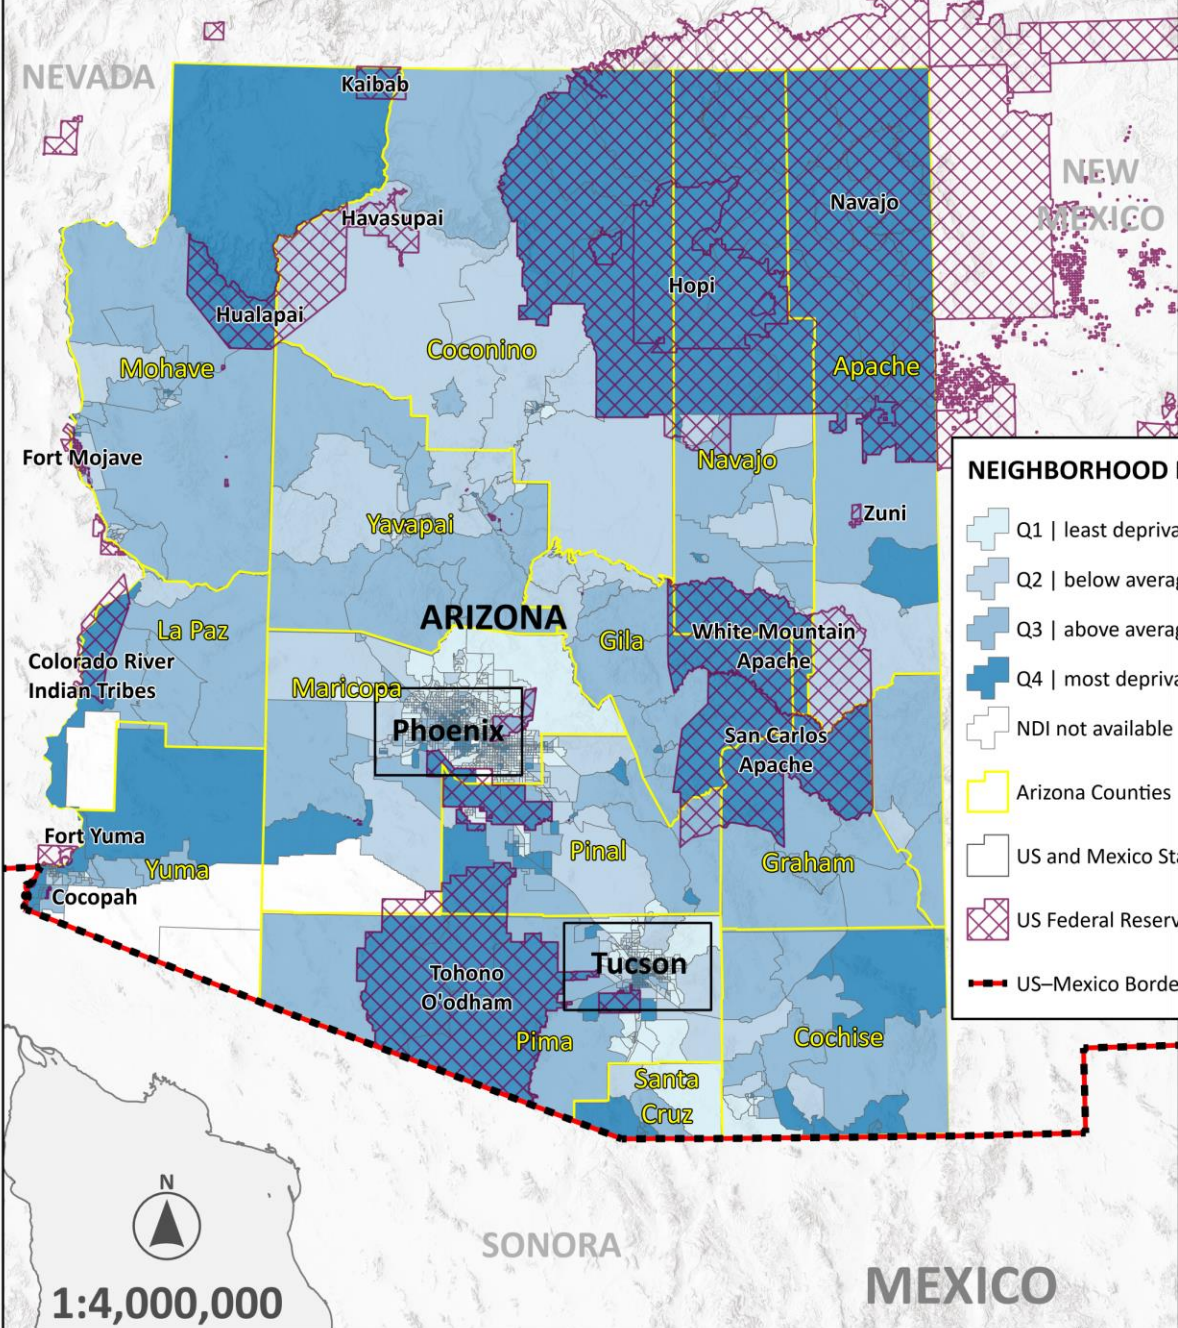 NEVADA
Kaibab
NEW
MEXICO
Havasupai
Navajo
Hopi
Hualapai
Coconino
Mohave
Apache
Fort Mojave
Navajo
NEIGHBORHOOD
Yavapai
Zuni
Q1 | least depriva
Q2 | below averag
Q3 | above averag
Q4 | most depriva
NDI not available
Arizona Counties
US and Mexico Sta
US Federal Reserv
US–Mexico Borde
ARIZONA
La Paz
Gila
White Mountain
Apache
Colorado River
Indian Tribes
Maricopa
Phoenix
San Carlos
Apache
Fort Yuma
Yuma
Cocopah
Pinal
Graham
Tucson
Tohono
O'odham
Pima
Cochise
Santa
Cruz
N
1:4,000,000
SONORA
MEXICO